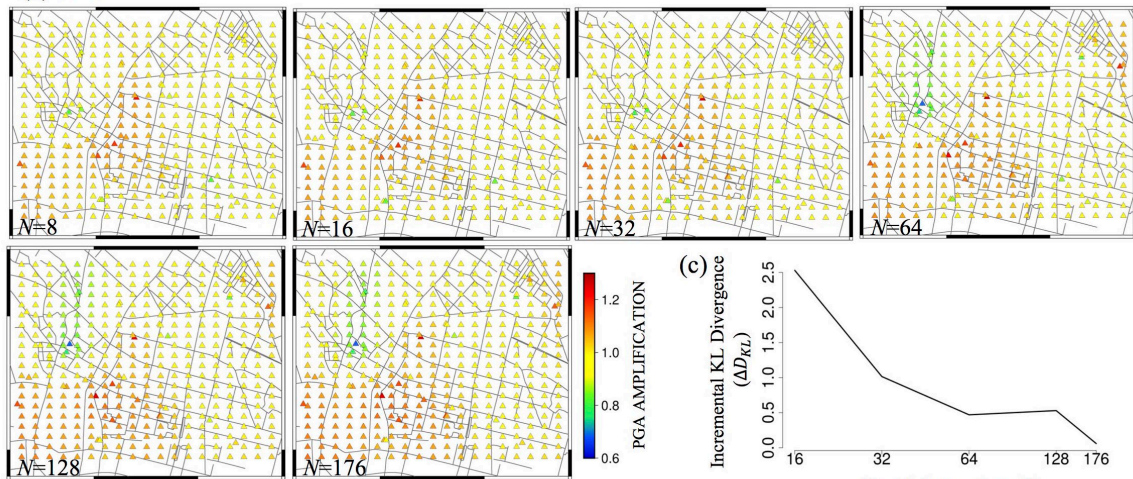 N=8
N=16
N=32
N=64
N=128
N=176
1.2
1.0
0.8
0.6
PGA AMPLIFICATION
(c)
Incremental KL Divergence
(ΔD_KL)
2.5
2.0
1.5
1.0
0.5
0.0
16 32 64 128 176